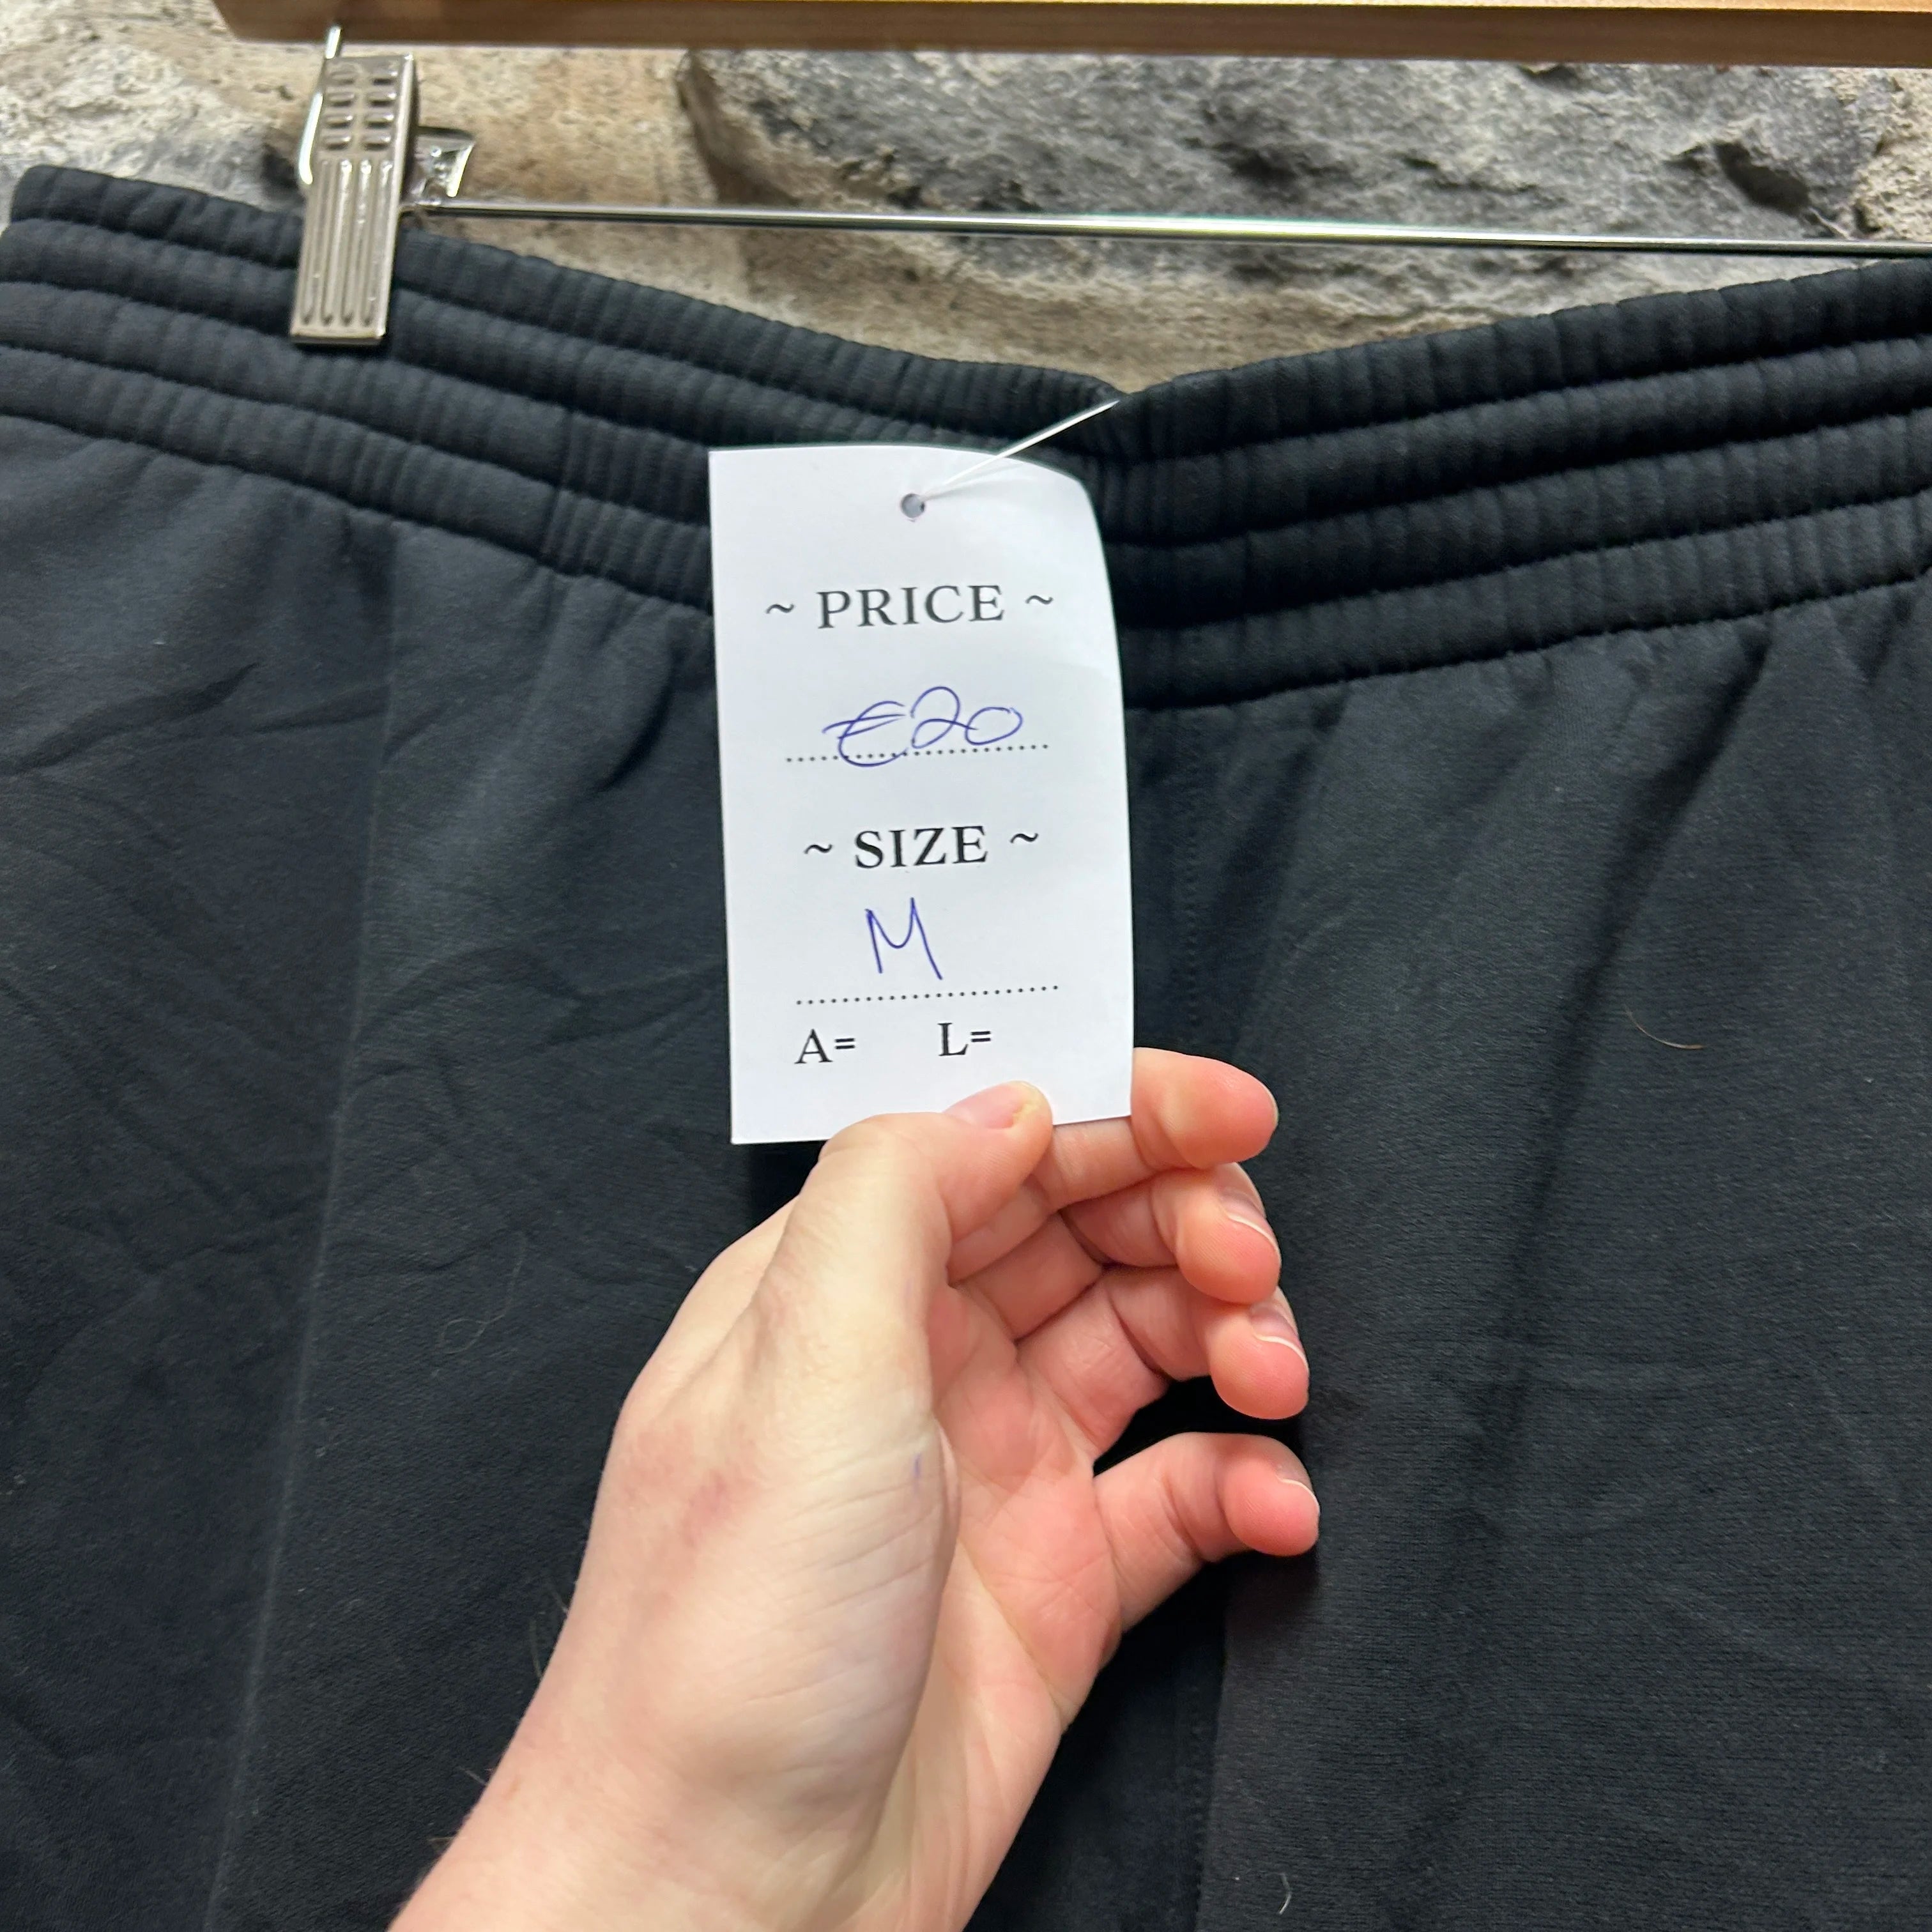 ~ PRICE ~
€20
~ SIZE ~
M
A= L=